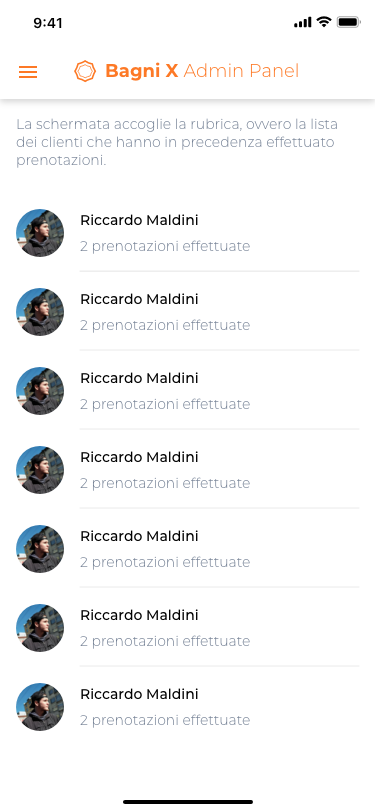 9:41
Bagni X Admin Panel
La schermata accoglie la rubrica, ovvero la lista
dei clienti che hanno in precedenza effettuato
prenotazioni.
Riccardo Maldini
2 prenotazioni effettuate
Riccardo Maldini
2 prenotazioni effettuate
Riccardo Maldini
2 prenotazioni effettuate
Riccardo Maldini
2 prenotazioni effettuate
Riccardo Maldini
2 prenotazioni effettuate
Riccardo Maldini
2 prenotazioni effettuate
Riccardo Maldini
2 prenotazioni effettuate